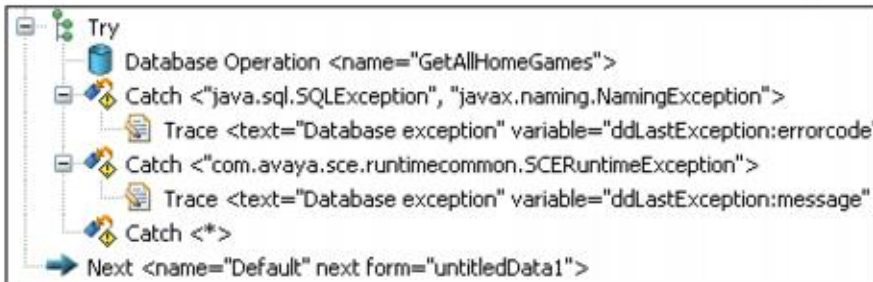 Try
Database Operation <name="GetAllHomeGames">
Catch <"java.sql.SQLException", "javax.naming.NamingException">
Trace <text="Database exception" variable="ddLastException:errorcode"
Catch <"com.avaya.sce.runtimecommon.SCERuntimeException">
Trace <text="Database exception" variable="ddLastException:message"
Catch <*>
Next <name="Default" next form="untitledData1">